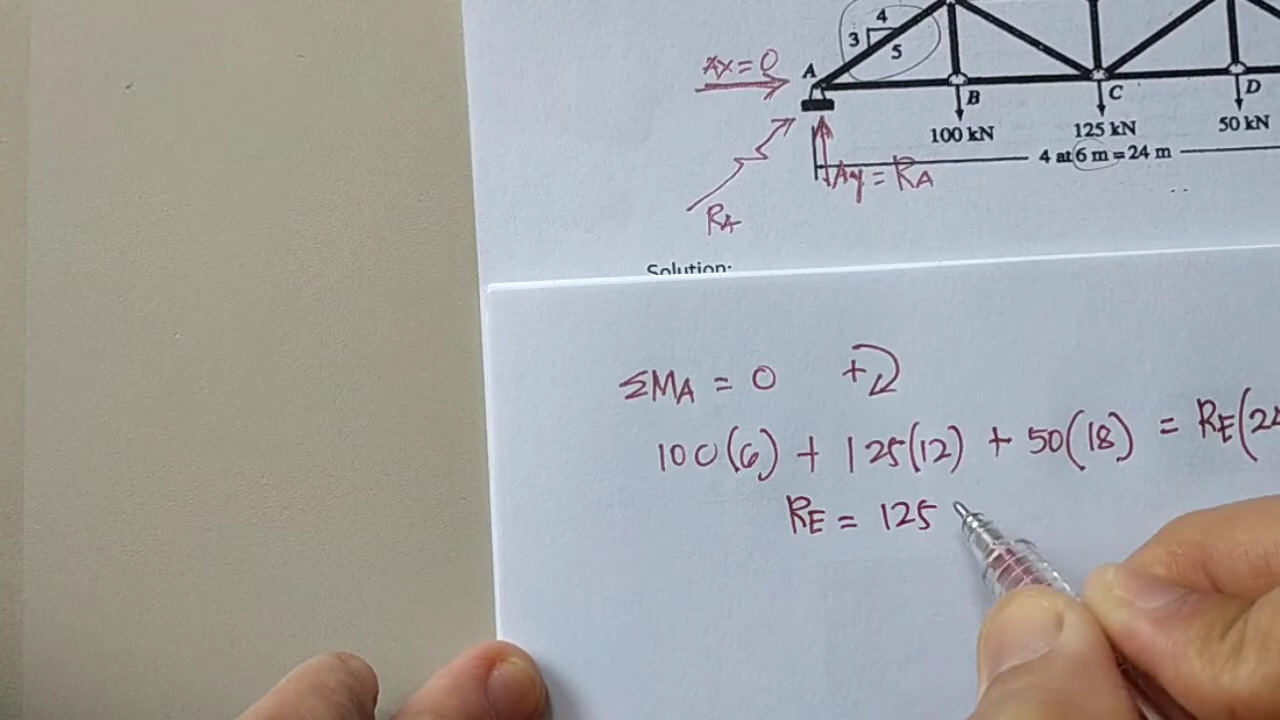 4
3
5
AX = 0
A
B
C
D
100 kN
125 kN
50 kN
4 at 6 m = 24 m
Ay = RA
RA
Solution:
ΣMA = 0 +
100(6) + 125(12) + 50(18) = RE(24
RE = 125